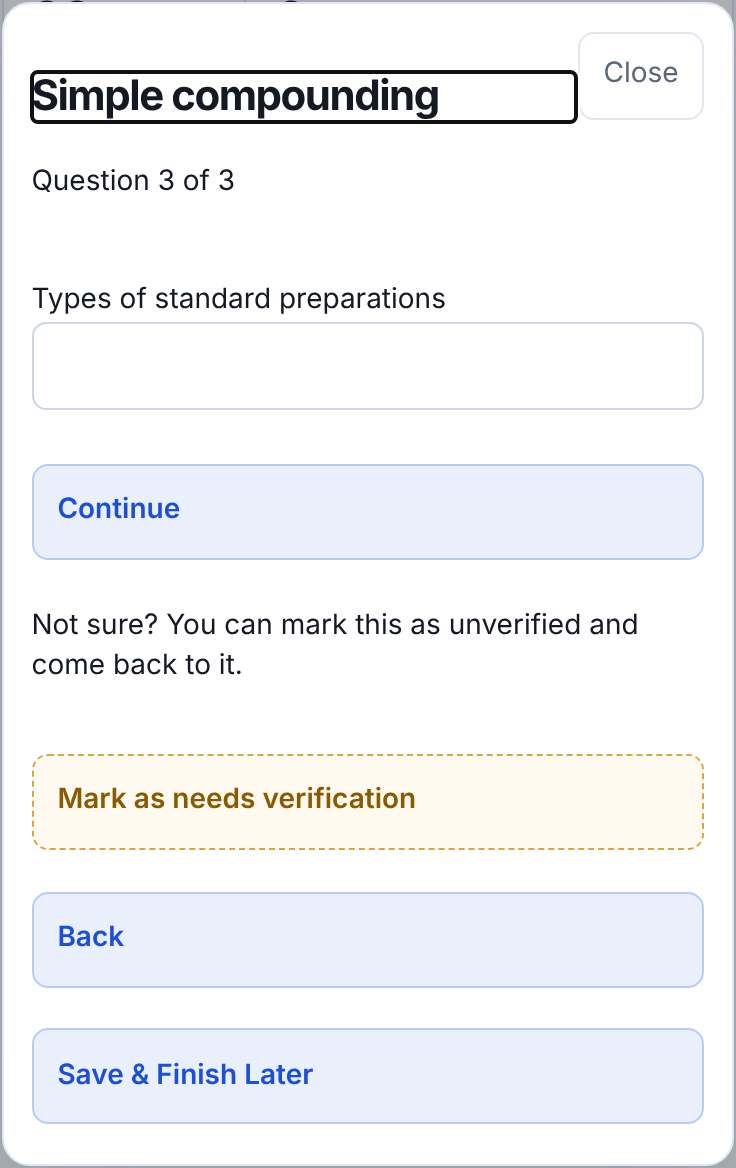 Simple compounding
Close
Question 3 of 3
Types of standard preparations
Continue
Not sure? You can mark this as unverified and
come back to it.
Mark as needs verification
Back
Save & Finish Later